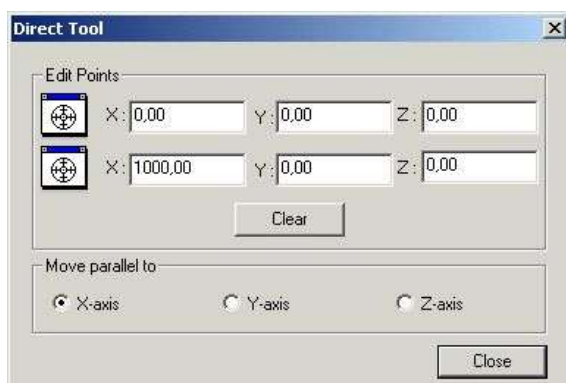 Direct Tool
Edit Points
X: 0,00 Y: 0,00 Z: 0,00
X: 1000,00 Y: 0,00 Z: 0,00
Clear
Move parallel to
X-axis Y-axis Z-axis
Close